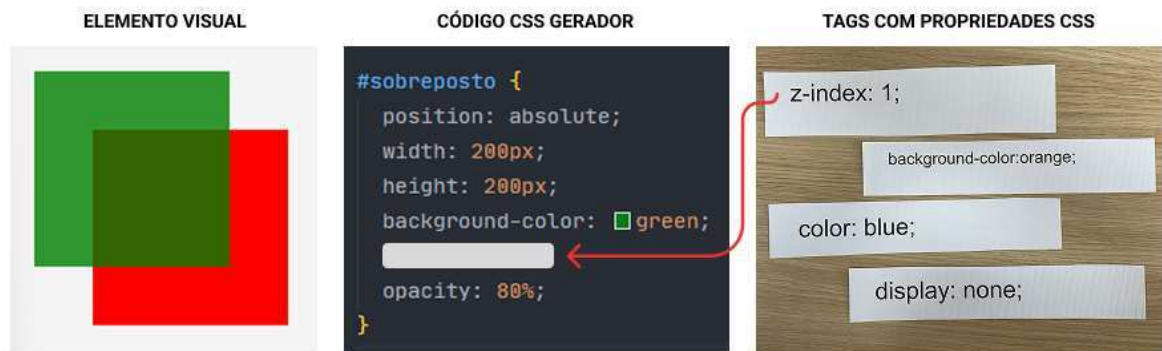 ELEMENTO VISUAL
CÓDIGO CSS GERADOR
#sobreposto {
position: absolute;
width: 200px;
height: 200px;
background-color: green;
opacity: 80%;
}
TAGS COM PROPRIEDADES CSS
z-index: 1;
background-color:orange;
color: blue;
display: none;